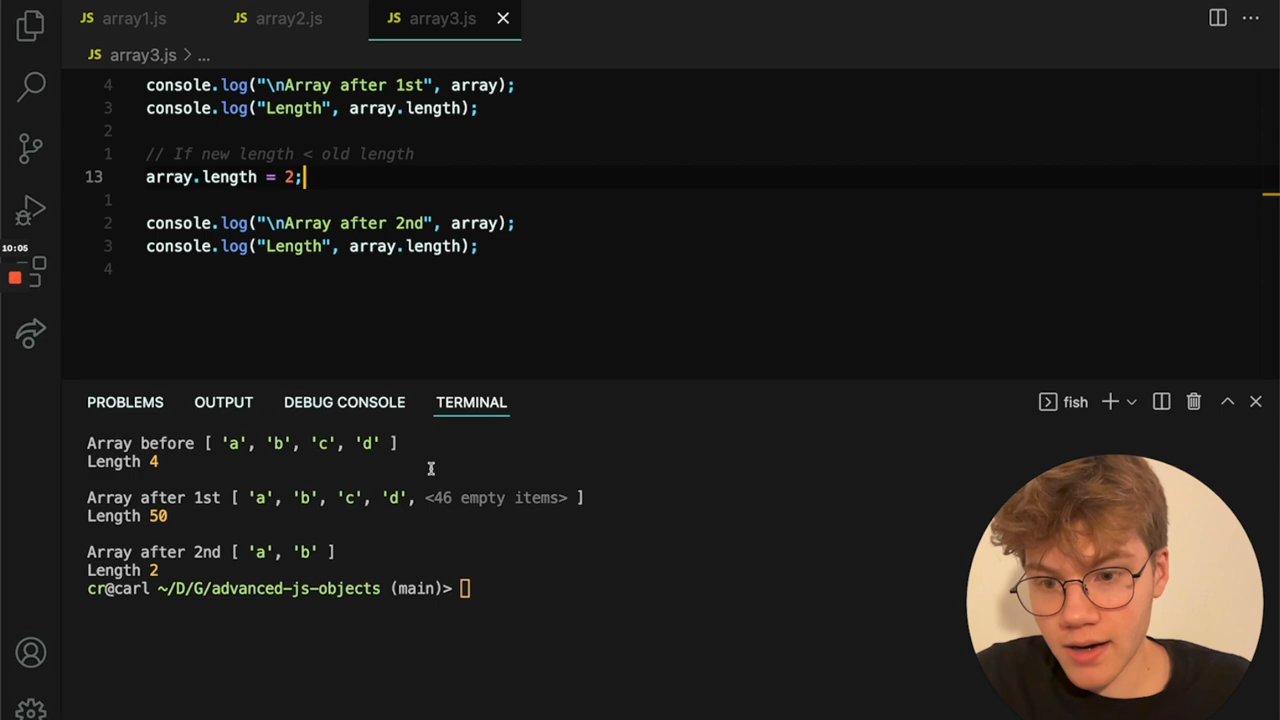 JS array1.js JS array2.js JS array3.js
JS array3.js > ...
4 console.log("\nArray after 1st", array);
3 console.log("Length", array.length);
2
1 // If new length < old length
13 array.length = 2;
1
2 console.log("\nArray after 2nd", array);
3 console.log("Length", array.length);
4
10:05
PROBLEMS OUTPUT DEBUG CONSOLE TERMINAL fish
Array before [ 'a', 'b', 'c', 'd' ]
Length 4
Array after 1st [ 'a', 'b', 'c', 'd', <46 empty items> ]
Length 50
Array after 2nd [ 'a', 'b' ]
Length 2
cr@carl ~/D/G/advanced-js-objects (main)>